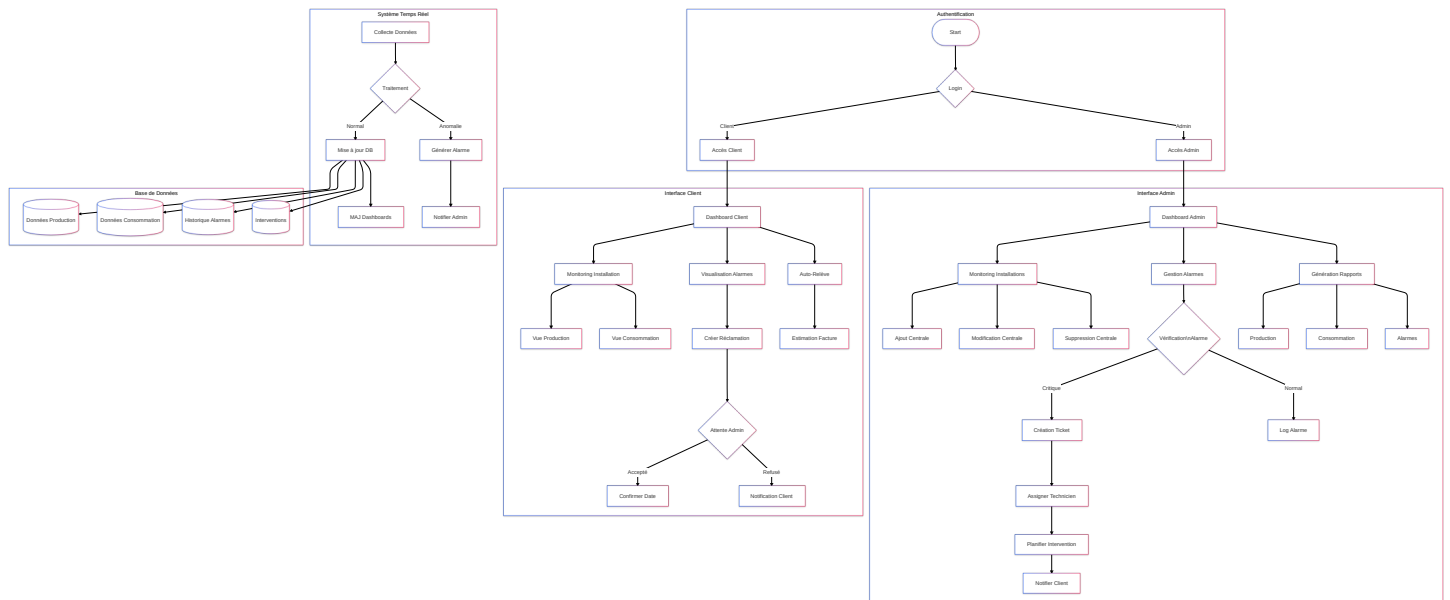 Système Temps Réel
Collecte Données
Traitement
Normal
Anomalie
Mise à jour DB
Générer Alarme
MAJ Dashboards
Notifier Admin
Base de Données
Données Production
Données Consommation
Historique Alarmes
Interventions
Authentification
Start
Login
Client
Admin
Accès Client
Accès Admin
Interface Client
Dashboard Client
Monitoring Installation
Visualisation Alarmes
Auto-Relève
Vue Production
Vue Consommation
Créer Réclamation
Estimation Facture
Attente Admin
Accepté
Refusé
Confirmer Date
Notification Client
Interface Admin
Dashboard Admin
Monitoring Installations
Gestion Alarmes
Génération Rapports
Ajout Centrale
Modification Centrale
Suppression Centrale
Vérification\nAlarme
Production
Consommation
Alarmes
Critique
Normal
Création Ticket
Log Alarme
Assigner Technicien
Planifier Intervention
Notifier Client